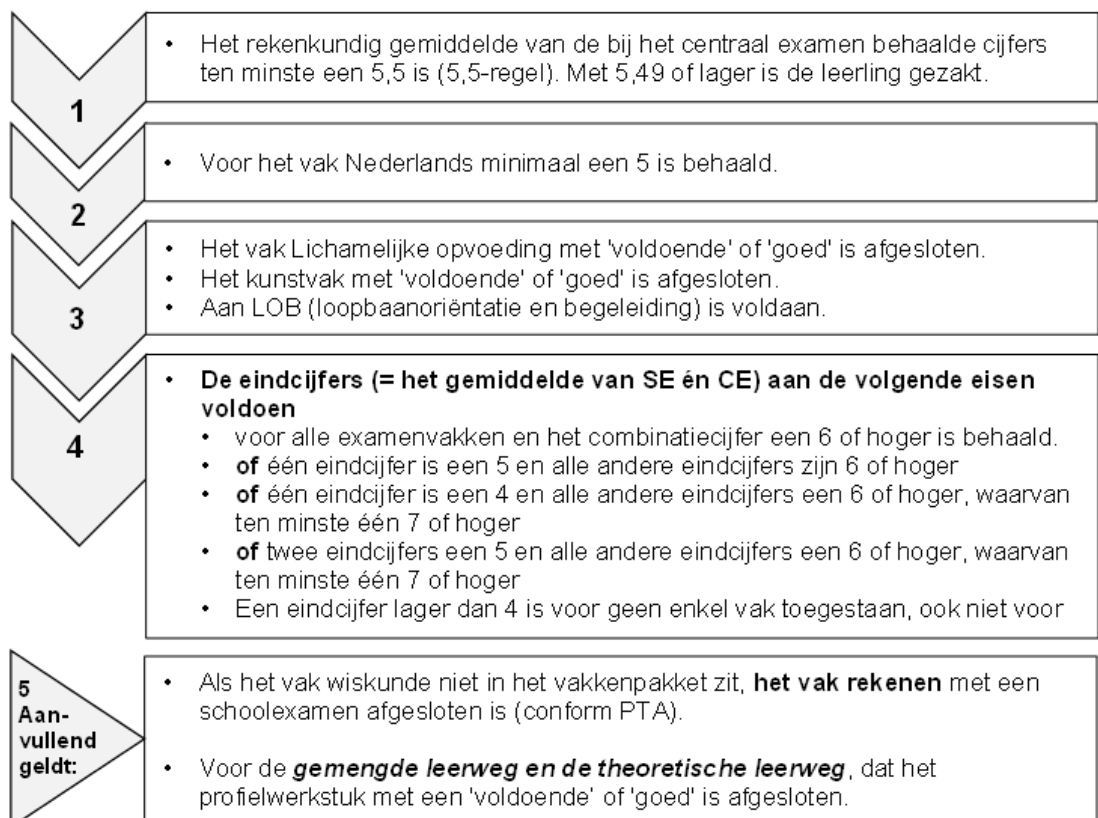 1
• Het rekenkundig gemiddelde van de bij het centraal examen behaalde cijfers
ten minste een 5,5 is (5,5-regel). Met 5,49 of lager is de leerling gezakt.
2
• Voor het vak Nederlands minimaal een 5 is behaald.
3
• Het vak Lichamelijke opvoeding met 'voldoende' of 'goed' is afgesloten.
• Het kunstvak met 'voldoende' of 'goed' is afgesloten.
• Aan LOB (loopbaanoriëntatie en begeleiding) is voldaan.
4
• De eindcijfers (= het gemiddelde van SE én CE) aan de volgende eisen
voldoen
• voor alle examenvakken en het combinatiecijfer een 6 of hoger is behaald.
• of één eindcijfer is een 5 en alle andere eindcijfers zijn 6 of hoger
• of één eindcijfer is een 4 en alle andere eindcijfers een 6 of hoger, waarvan
ten minste één 7 of hoger
• of twee eindcijfers een 5 en alle andere eindcijfers een 6 of hoger, waarvan
ten minste één 7 of hoger
• Een eindcijfer lager dan 4 is voor geen enkel vak toegestaan, ook niet voor
5
Aan-
vullend
geldt:
• Als het vak wiskunde niet in het vakkenpakket zit, het vak rekenen met een
schoolexamen afgesloten is (conform PTA).
• Voor de gemengde leerweg en de theoretische leerweg, dat het
profielwerkstuk met een 'voldoende' of 'goed' is afgesloten.